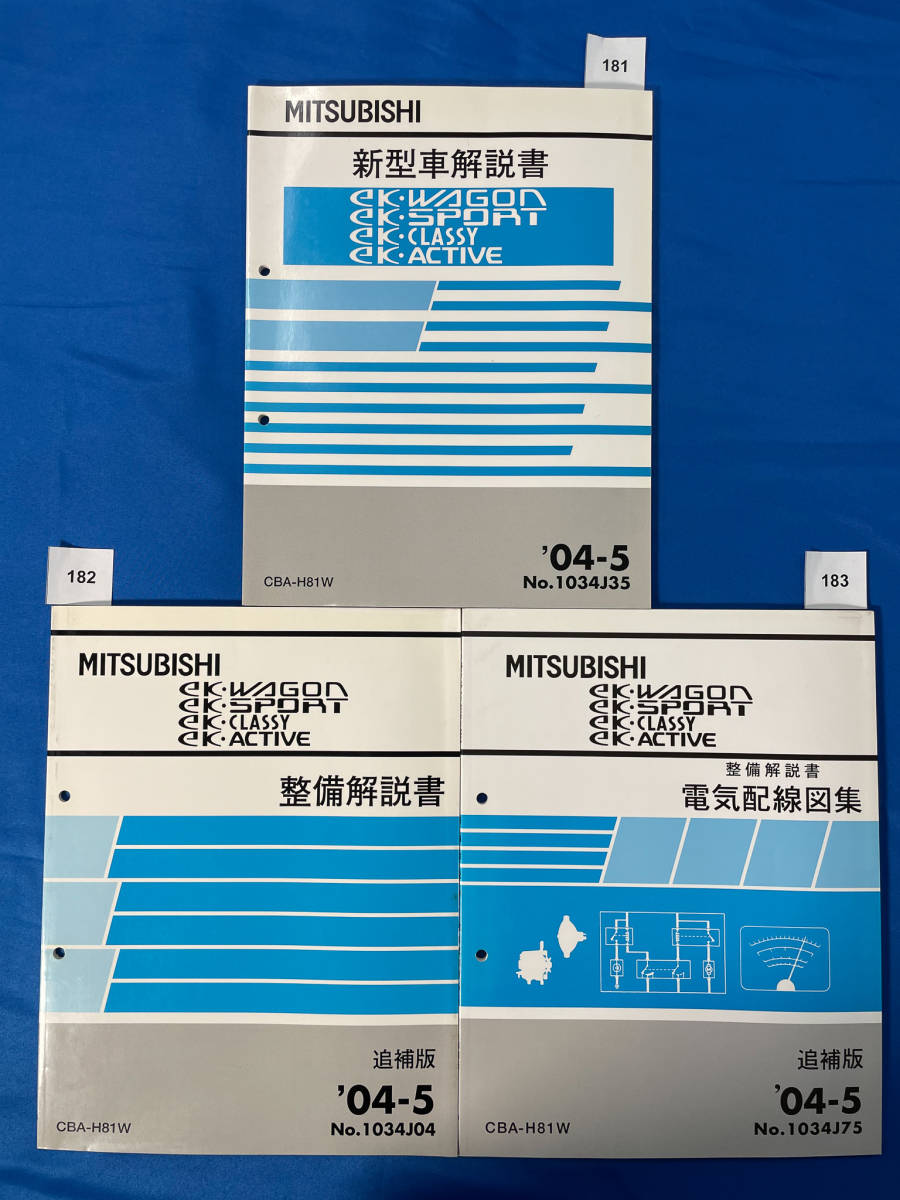 181
MITSUBISHI
新型車解説書
eK·WAGON
eK·SPORT
eK·CLASSY
eK·ACTIVE
CBA-H81W
'04-5
No.1034J35
182
MITSUBISHI
eK·WAGON
eK·SPORT
eK·CLASSY
eK·ACTIVE
整備解説書
追補版
'04-5
CBA-H81W
No.1034J04
183
MITSUBISHI
eK·WAGON
eK·SPORT
eK·CLASSY
eK·ACTIVE
整備解説書
電気配線図集
追補版
'04-5
CBA-H81W
No.1034J75